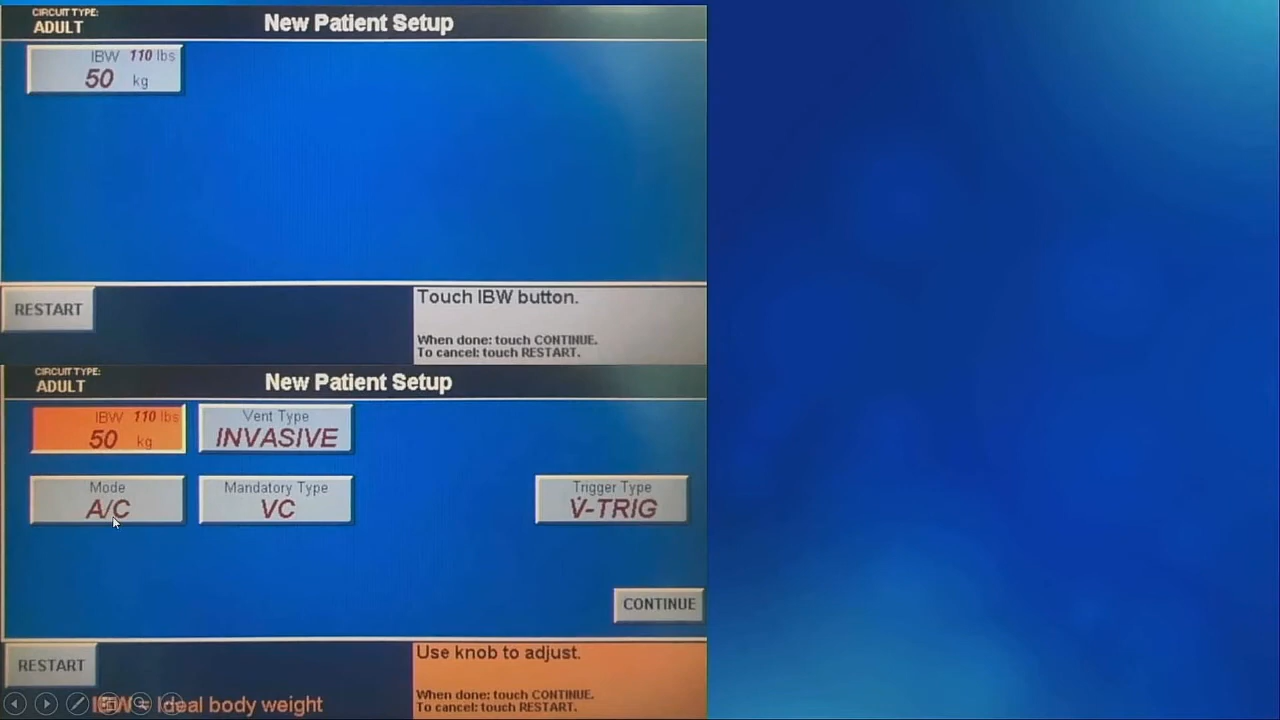 CIRCUIT TYPE:
ADULT
New Patient Setup
IBW 110 lbs
50 kg
RESTART
Touch IBW button.
When done: touch CONTINUE.
To cancel: touch RESTART.
CIRCUIT TYPE:
ADULT
New Patient Setup
IBW 110 lbs
50 kg
Vent Type
INVASIVE
Mode
A/C
Mandatory Type
VC
Trigger Type
V̇-TRIG
CONTINUE
RESTART
Use knob to adjust.
When done: touch CONTINUE.
To cancel: touch RESTART.
IBW = Ideal body weight